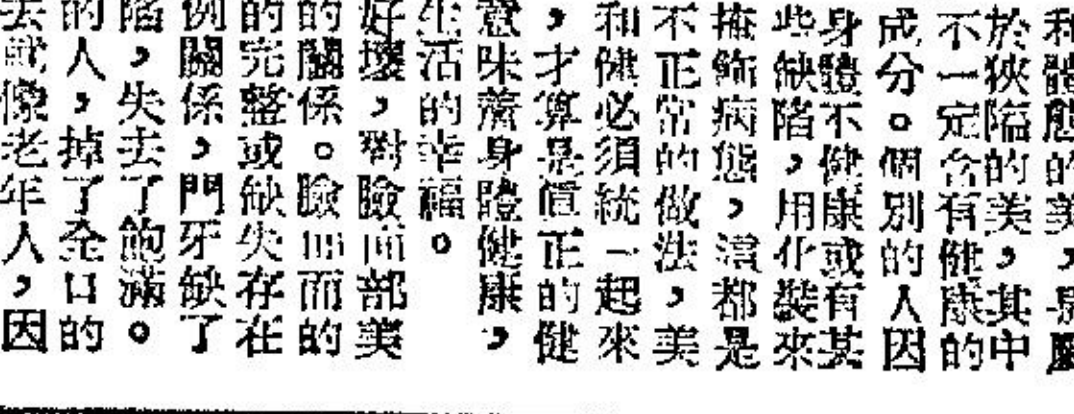 和體態的美，是屬
於狹隘的美，其中
不一定含有健康的
成分。個別的人因
身體不健康或有某
些缺陷，用化裝來
掩飾病態，這都是
不正常的做法，美
和健必須統一起來
，才算是真正的健
意味着身體健康，
生活的幸福。
好壞，對臉面部美
的關係。臉的
的完整或缺失存在
例關係，門牙缺了
陷，失去了飽滿。
的人，掉了全口的
去就像老年人，因